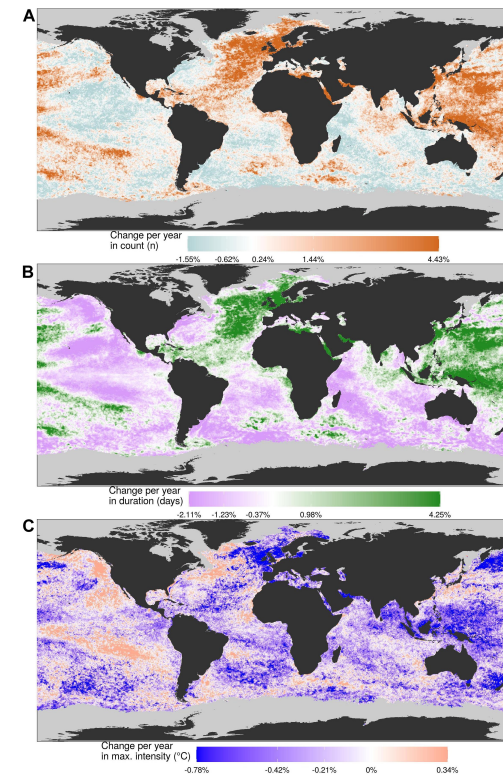 A
Change per year
in count (n)
-1.55% -0.62% 0.24% 1.44% 4.43%
B
Change per year
in duration (days)
-2.11% -1.23% -0.37% 0.98% 4.25%
C
Change per year
in max. intensity (°C)
-0.78% -0.42% -0.21% 0% 0.34%